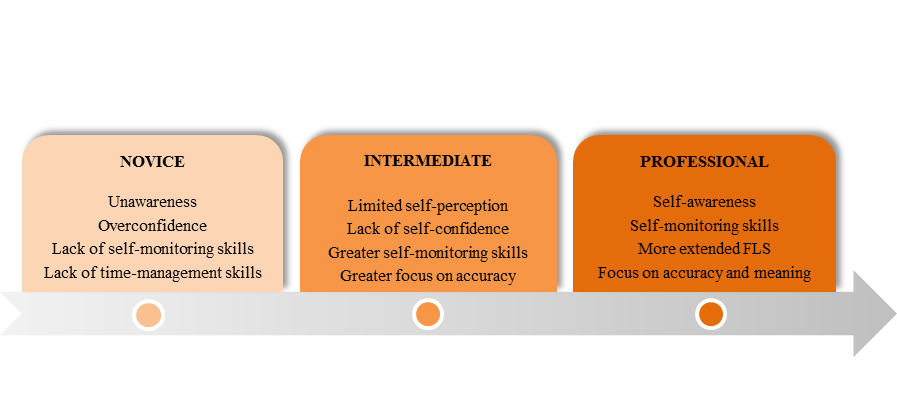 NOVICE
Unawareness
Overconfidence
Lack of self-monitoring skills
Lack of time-management skills
INTERMEDIATE
Limited self-perception
Lack of self-confidence
Greater self-monitoring skills
Greater focus on accuracy
PROFESSIONAL
Self-awareness
Self-monitoring skills
More extended FLS
Focus on accuracy and meaning